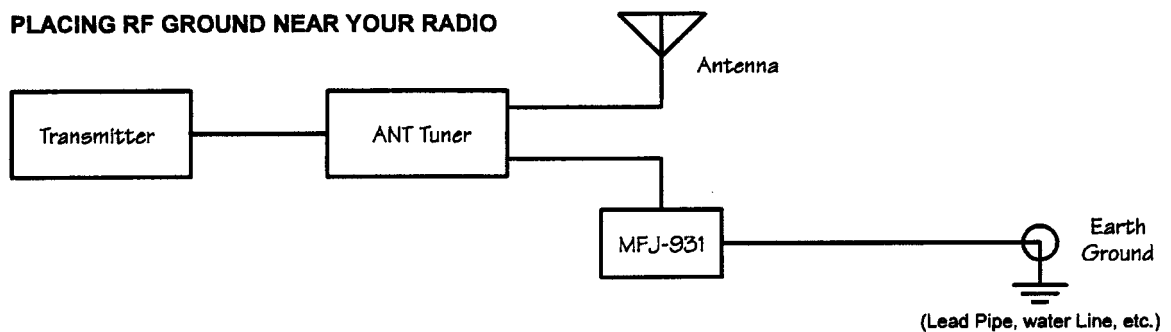 PLACING RF GROUND NEAR YOUR RADIO
Antenna
Transmitter
ANT Tuner
MFJ-931
Earth
Ground
(Lead Pipe, water Line, etc.)